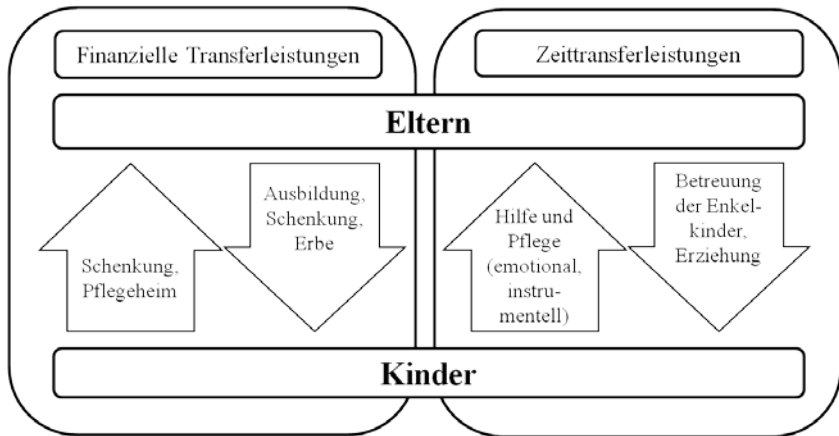 Finanzielle Transferleistungen
Zeittransferleistungen
Eltern
Schenkung,
Pflegeheim
Ausbildung,
Schenkung,
Erbe
Hilfe und
Pflege
(emotional,
instru-
mentell)
Betreuung
der Enkel-
kinder,
Erziehung
Kinder